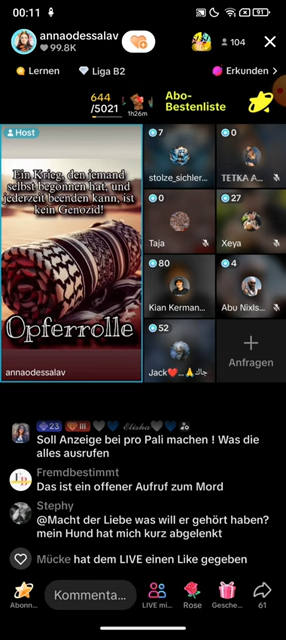 00:11
91
annaodessalav
99.8K
104
Lernen
Liga B2
Erkunden >
644
/5021
1h26m
Abo-
Bestenliste
Host
Ein Krieg, den jemand
selbst begonnen hat, und
jederzeit beenden kann, ist
kein Genozid!
Opferrolle
annaodessalav
7
stolze_sichler...
0
TETKA A...
0
Taja
27
Xeya
80
Kian Kerman...
4
Abu Nixls...
52
Jack❤️...🙏جاك
Anfragen
23 III 🖤💙 Elisha 🤍💙
Soll Anzeige bei pro Pali machen ! Was die
alles ausrufen
Fremdbestimmt
Das ist ein offener Aufruf zum Mord
Stephy
@Macht der Liebe was will er gehört haben?
mein Hund hat mich kurz abgelenkt
Mücke hat dem LIVE einen Like gegeben
Abonn...
Kommenta...
LIVE mi...
Rose
Gesche...
61